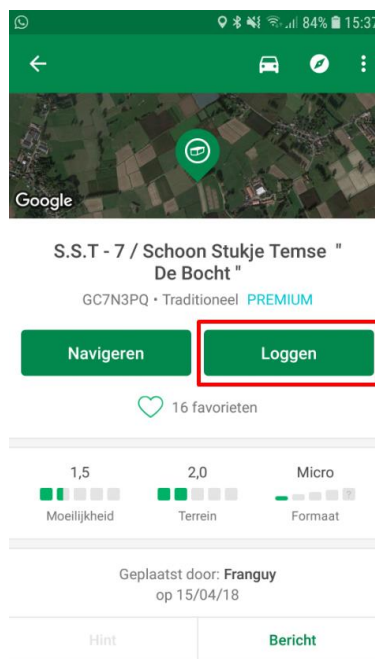 84% 15:37
Google
S.S.T - 7 / Schoon Stukje Temse "
De Bocht "
GC7N3PQ • Traditioneel PREMIUM
Navigeren
Loggen
16 favorieten
1,5
2,0
Micro
Moeilijkheid
Terrein
Formaat
Geplaatst door: Franguy
op 15/04/18
Hint
Bericht